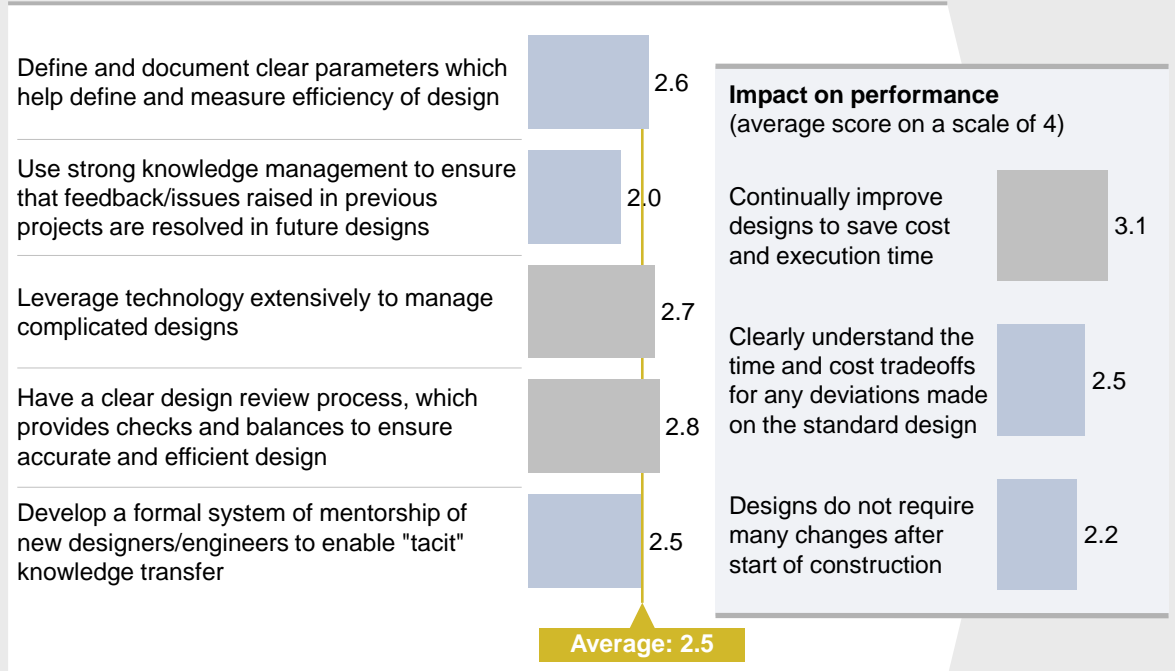 Define and document clear parameters which
help define and measure efficiency of design
2.6
Use strong knowledge management to ensure
that feedback/issues raised in previous
projects are resolved in future designs
2.0
Leverage technology extensively to manage
complicated designs
2.7
Have a clear design review process, which
provides checks and balances to ensure
accurate and efficient design
2.8
Develop a formal system of mentorship of
new designers/engineers to enable "tacit"
knowledge transfer
2.5
Average: 2.5
Impact on performance
(average score on a scale of 4)
Continually improve
designs to save cost
and execution time
3.1
Clearly understand the
time and cost tradeoffs
for any deviations made
on the standard design
2.5
Designs do not require
many changes after
start of construction
2.2